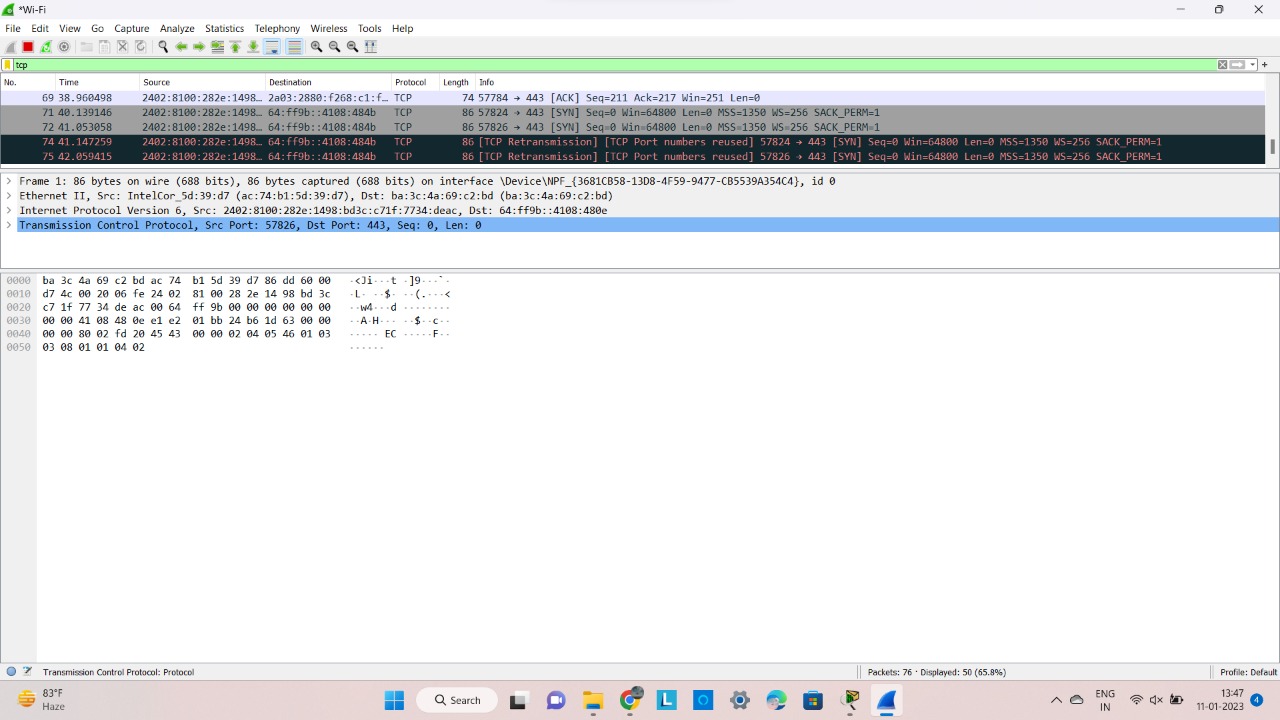 *Wi-Fi
File Edit View Go Capture Analyze Statistics Telephony Wireless Tools Help
tcp
No. Time Source Destination Protocol Length Info
69 38.960498 2402:8100:282e:1498… 2a03:2880:f268:c1:f… TCP 74 57784 → 443 [ACK] Seq=211 Ack=217 Win=251 Len=0
71 40.139146 2402:8100:282e:1498… 64:ff9b::4108:484b TCP 86 57824 → 443 [SYN] Seq=0 Win=64800 Len=0 MSS=1350 WS=256 SACK_PERM=1
72 41.053058 2402:8100:282e:1498… 64:ff9b::4108:484b TCP 86 57826 → 443 [SYN] Seq=0 Win=64800 Len=0 MSS=1350 WS=256 SACK_PERM=1
74 41.147259 2402:8100:282e:1498… 64:ff9b::4108:484b TCP 86 [TCP Retransmission] [TCP Port numbers reused] 57824 → 443 [SYN] Seq=0 Win=64800 Len=0 MSS=1350 WS=256 SACK_PERM=1
75 42.059415 2402:8100:282e:1498… 64:ff9b::4108:484b TCP 86 [TCP Retransmission] [TCP Port numbers reused] 57826 → 443 [SYN] Seq=0 Win=64800 Len=0 MSS=1350 WS=256 SACK_PERM=1
Frame 1: 86 bytes on wire (688 bits), 86 bytes captured (688 bits) on interface \Device\NPF_{3681CB58-13D8-4F59-9477-CB5539A354C4}, id 0
Ethernet II, Src: IntelCor_5d:39:d7 (ac:74:b1:5d:39:d7), Dst: ba:3c:4a:69:c2:bd (ba:3c:4a:69:c2:bd)
Internet Protocol Version 6, Src: 2402:8100:282e:1498:bd3c:c71f:7734:deac, Dst: 64:ff9b::4108:480e
Transmission Control Protocol, Src Port: 57826, Dst Port: 443, Seq: 0, Len: 0
0000 ba 3c 4a 69 c2 bd ac 74 b1 5d 39 d7 86 dd 60 00 ·<Ji···t ·]9···`·
0010 d7 4c 00 20 06 fe 24 02 81 00 28 2e 14 98 bd 3c ·L· ··$· ··(.···<
0020 c7 1f 77 34 de ac 00 64 ff 9b 00 00 00 00 00 00 ··w4···d ········
0030 00 00 41 08 48 0e e1 e2 01 bb 24 b6 1d 63 00 00 ··A·H··· ··$··c··
0040 00 00 80 02 fd 20 45 43 00 00 02 04 05 46 01 03 ····· EC ·····F··
0050 03 08 01 01 04 02 ······
Transmission Control Protocol: Protocol Packets: 76 · Displayed: 50 (65.8%) Profile: Default
83°F
Haze
Search
ENG
IN
13:47
11-01-2023
4